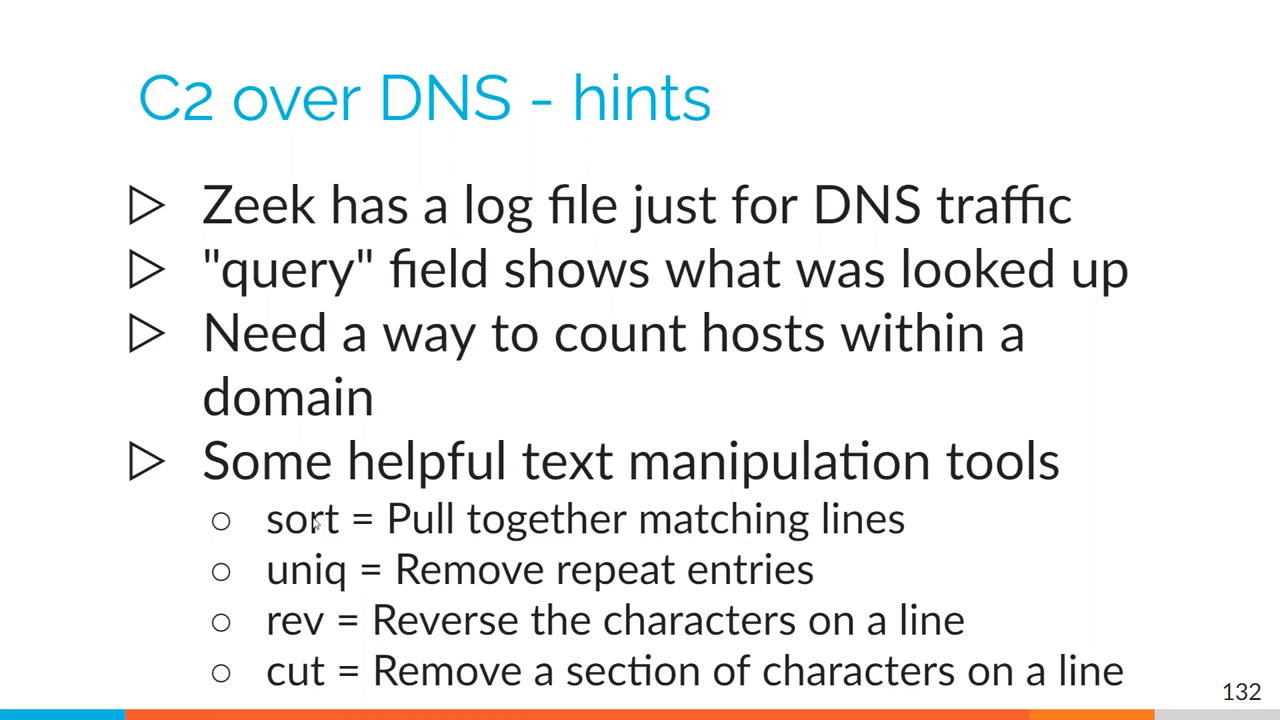 C2 over DNS - hints
▷ Zeek has a log file just for DNS traffic
▷ "query" field shows what was looked up
▷ Need a way to count hosts within a
domain
▷ Some helpful text manipulation tools
○ sort = Pull together matching lines
○ uniq = Remove repeat entries
○ rev = Reverse the characters on a line
○ cut = Remove a section of characters on a line
132